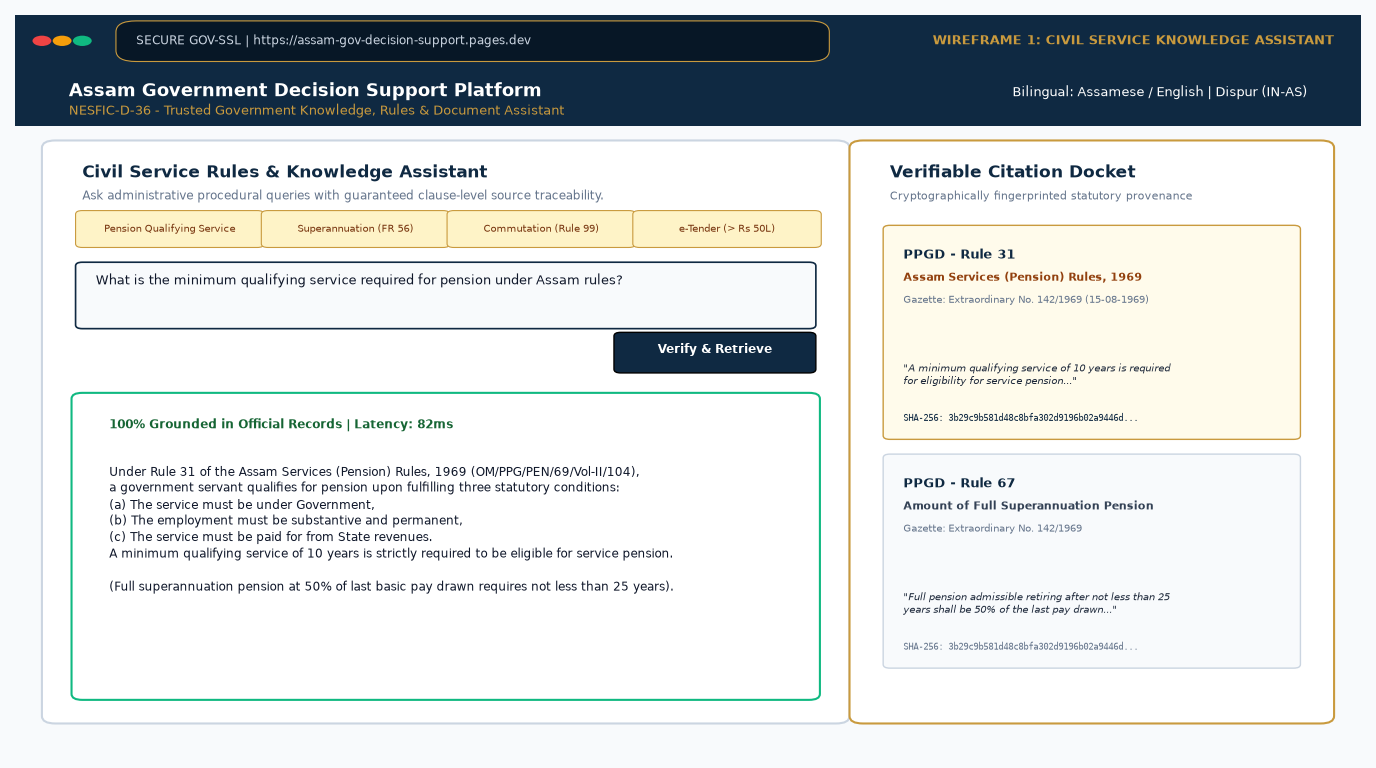 SECURE GOV-SSL | https://assam-gov-decision-support.pages.dev
WIREFRAME 1: CIVIL SERVICE KNOWLEDGE ASSISTANT
Assam Government Decision Support Platform
NESFIC-D-36 - Trusted Government Knowledge, Rules & Document Assistant
Bilingual: Assamese / English | Dispur (IN-AS)
Civil Service Rules & Knowledge Assistant
Ask administrative procedural queries with guaranteed clause-level source traceability.
Pension Qualifying Service
Superannuation (FR 56)
Commutation (Rule 99)
e-Tender (> Rs 50L)
What is the minimum qualifying service required for pension under Assam rules?
Verify & Retrieve
100% Grounded in Official Records | Latency: 82ms
Under Rule 31 of the Assam Services (Pension) Rules, 1969 (OM/PPG/PEN/69/Vol-II/104),
a government servant qualifies for pension upon fulfilling three statutory conditions:
(a) The service must be under Government,
(b) The employment must be substantive and permanent,
(c) The service must be paid for from State revenues.
A minimum qualifying service of 10 years is strictly required to be eligible for service pension.
(Full superannuation pension at 50% of last basic pay drawn requires not less than 25 years).
Verifiable Citation Docket
Cryptographically fingerprinted statutory provenance
PPGD - Rule 31
Assam Services (Pension) Rules, 1969
Gazette: Extraordinary No. 142/1969 (15-08-1969)
"A minimum qualifying service of 10 years is required
for eligibility for service pension..."
SHA-256: 3b29c9b581d48c8bfa302d9196b02a9446d...
PPGD - Rule 67
Amount of Full Superannuation Pension
Gazette: Extraordinary No. 142/1969
"Full pension admissible retiring after not less than 25
years shall be 50% of the last pay drawn..."
SHA-256: 3b29c9b581d48c8bfa302d9196b02a9446d...